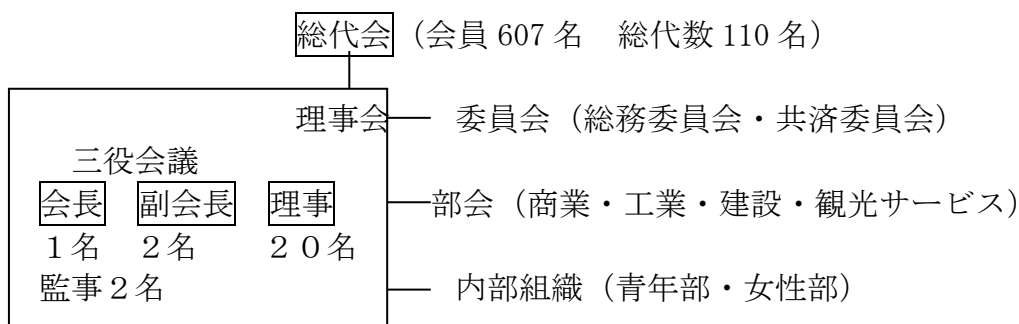 総代会（会員 607 名　総代数 110 名）
理事会　委員会（総務委員会・共済委員会）
三役会議
会長　副会長　理事　部会（商業・工業・建設・観光サービス）
１名　２名　２０名
監事２名　内部組織（青年部・女性部）